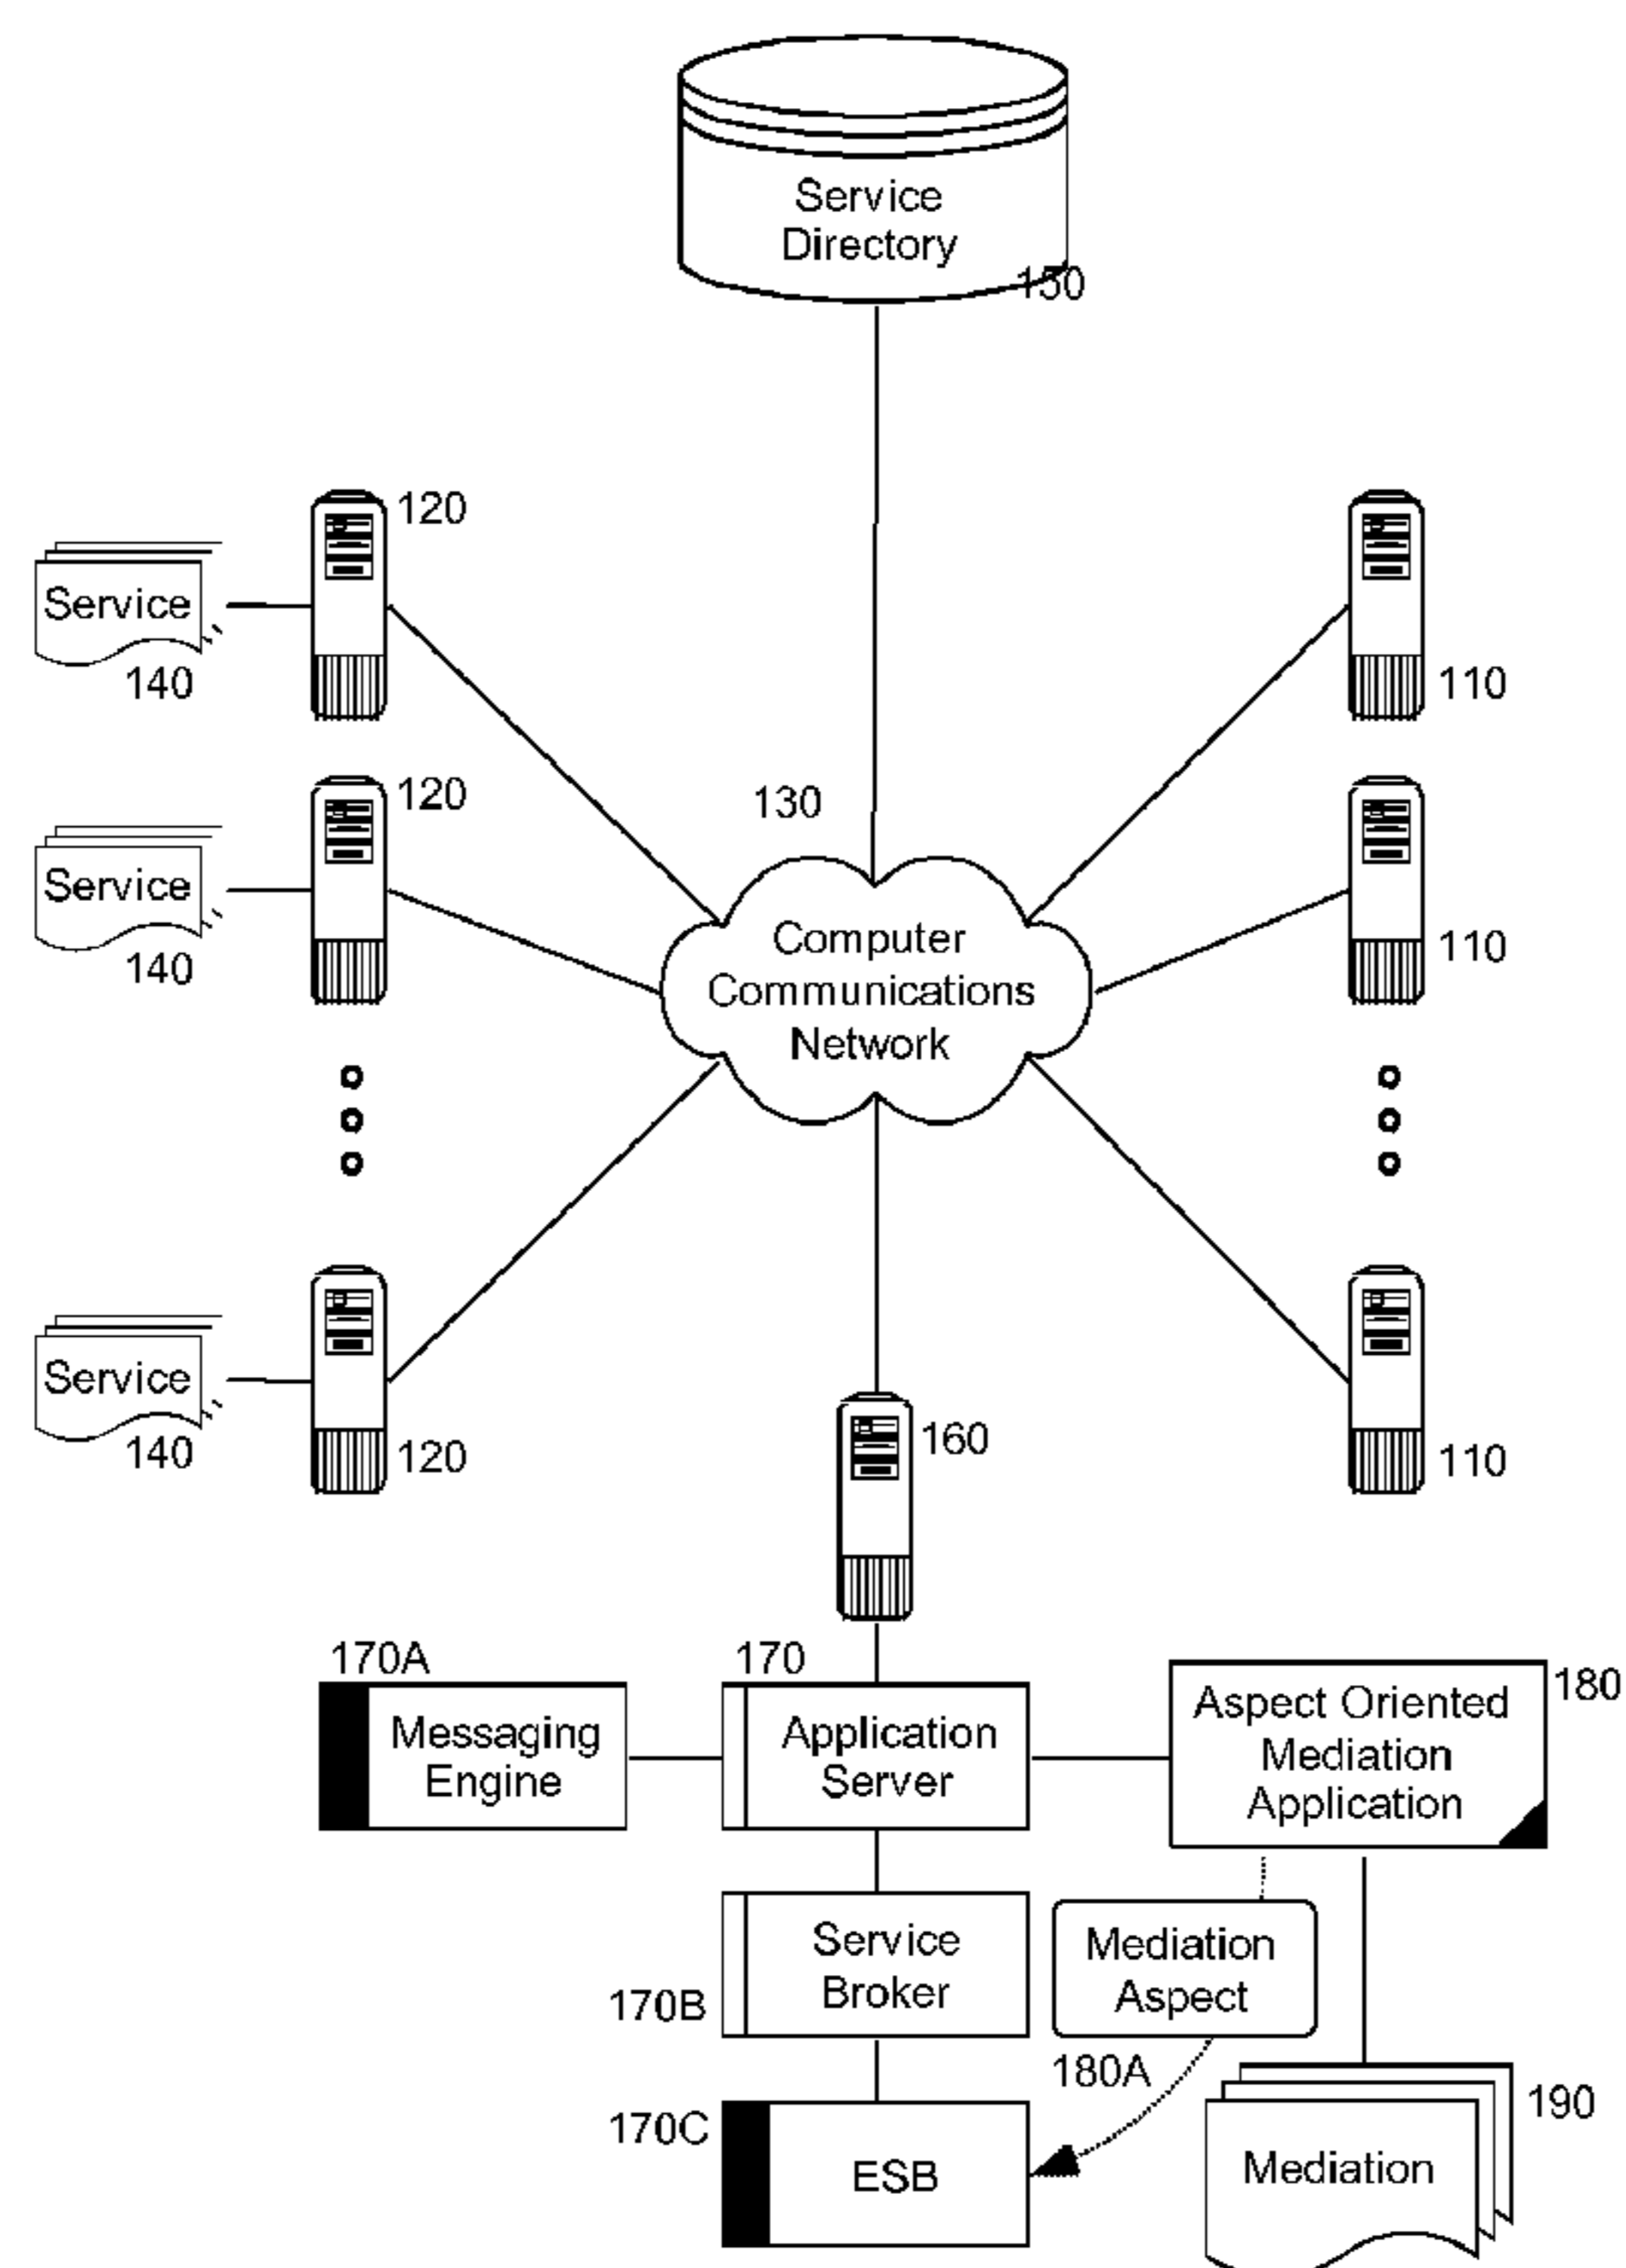 Service
Directory
150
120
Service
140
110
120
130
Service
140
110
Computer
Communications
Network
Service
140
120
160
110
170A
170
180
Messaging
Engine
Application
Server
Aspect Oriented
Mediation
Application
Service
Broker
170B
Mediation
Aspect
180A
190
170C
ESB
Mediation